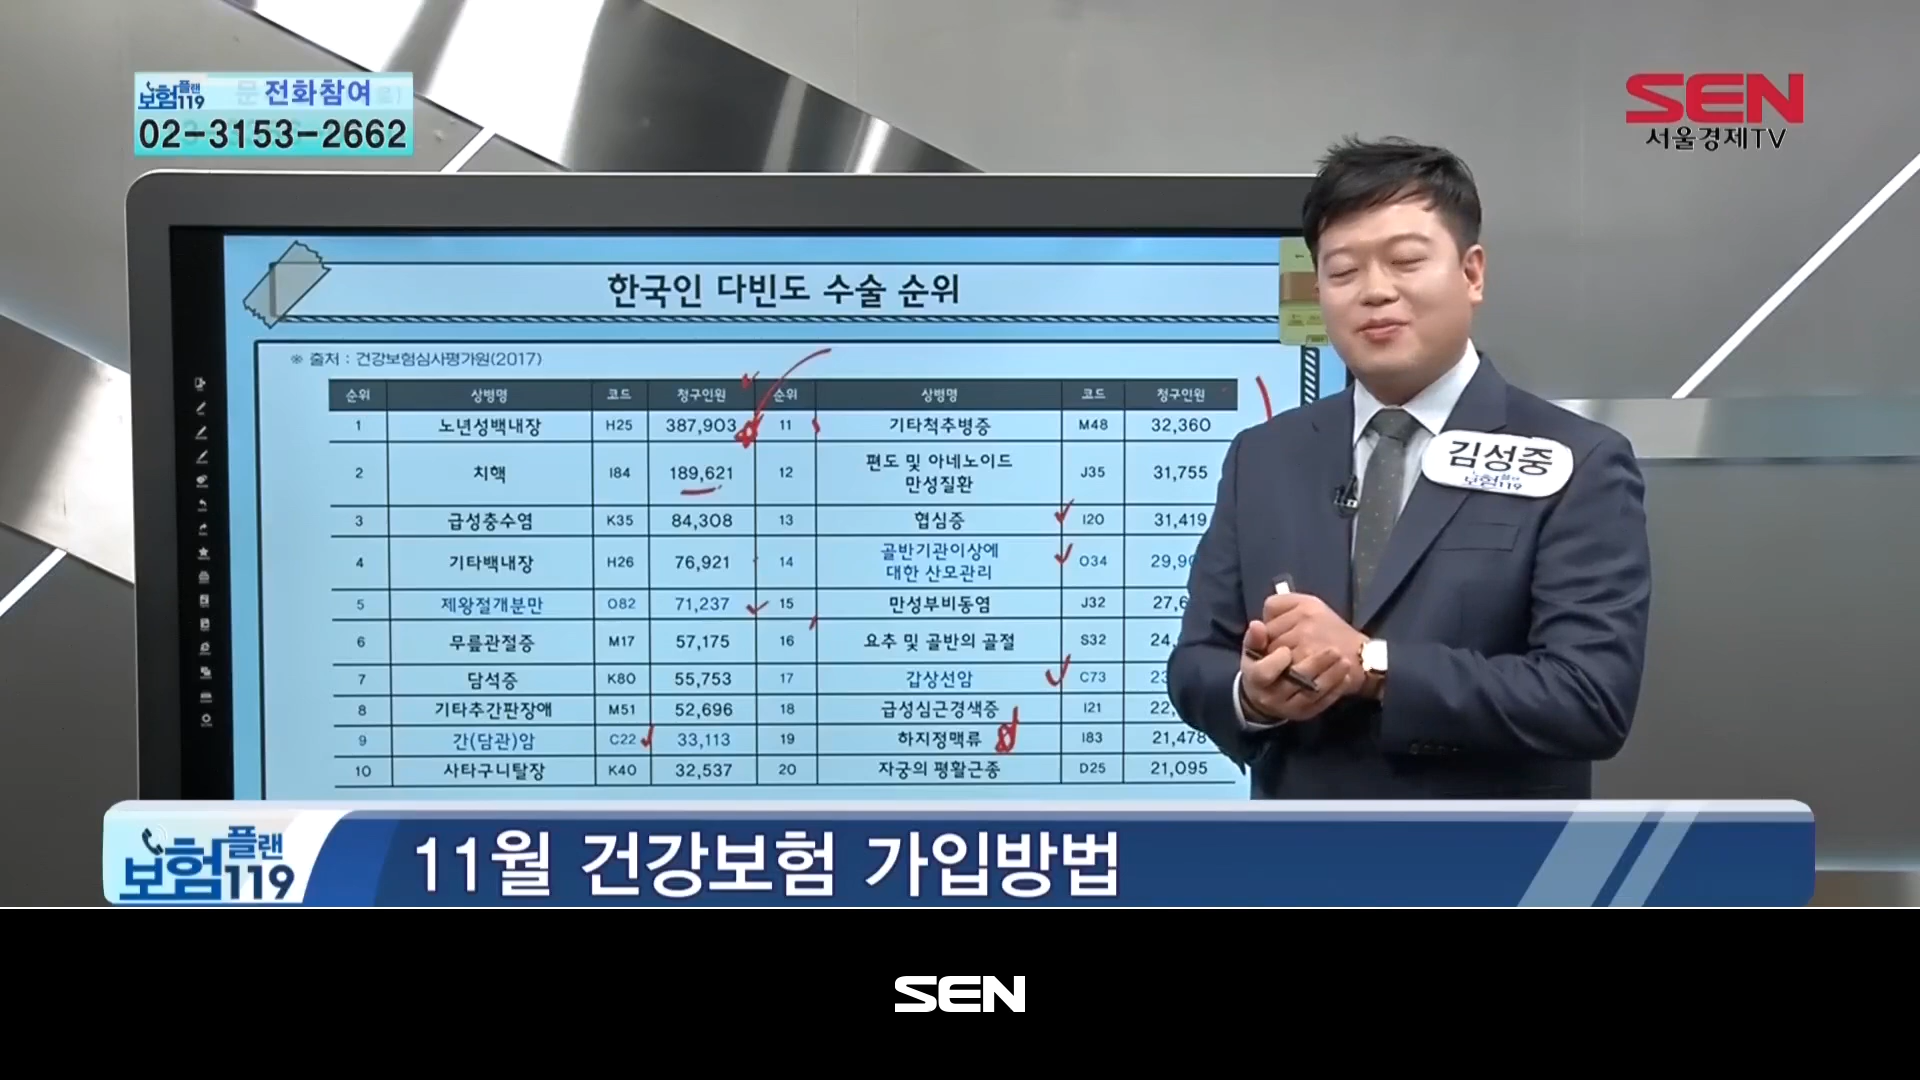 보험플랜119 전화참여
02-3153-2662
SEN
서울경제TV
한국인 다빈도 수술 순위
※ 출처 : 건강보험심사평가원(2017)
순위 상병명 코드 청구인원 순위 상병명 코드 청구인원
1 노년성백내장 H25 387,903 11 기타척추병증 M48 32,360
2 치핵 I84 189,621 12 편도 및 아데노이드 만성질환 J35 31,755
3 급성충수염 K35 84,308 13 협심증 I20 31,419
4 기타백내장 H26 76,921 14 골반기관이상에 대한 산모관리 O34
5 제왕절개분만 O82 71,237 15 만성부비동염 J32
6 무릎관절증 M17 57,175 16 요추 및 골반의 골절 S32
7 담석증 K80 55,753 17 갑상선암 C73
8 기타추간판장애 M51 52,696 18 급성심근경색증 I21
9 간(담관)암 C22 33,113 19 하지정맥류 I83 21,478
10 사타구니탈장 K40 32,537 20 자궁의 평활근종 D25 21,095
김성중
보험플랜119
보험플랜119
11월 건강보험 가입방법
SEN